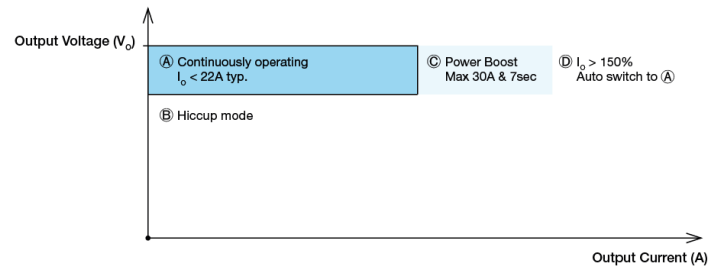 Output Voltage (Vo)
Ⓐ Continuously operating
Io < 22A typ.
Ⓒ Power Boost
Max 30A & 7sec
Ⓓ Io > 150%
Auto switch to Ⓐ
Ⓑ Hiccup mode
Output Current (A)